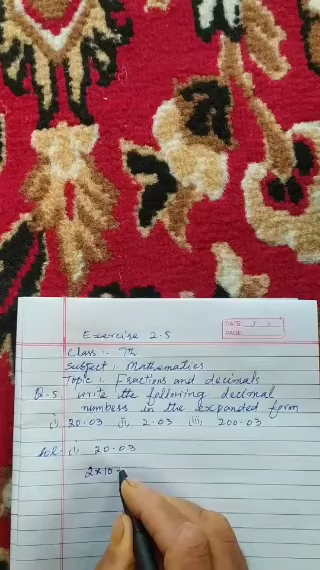 Exercise 2.5
DATE: / /
PAGE:
Class :- 7th
Subject :- Mathematics
Topic :- Fractions and decimals
Q.5. Write the following decimal
numbers in the expanded form
(i) 20.03 (ii) 2.03 (iii) 200.03
Sol:- (i) 20.03
2×10